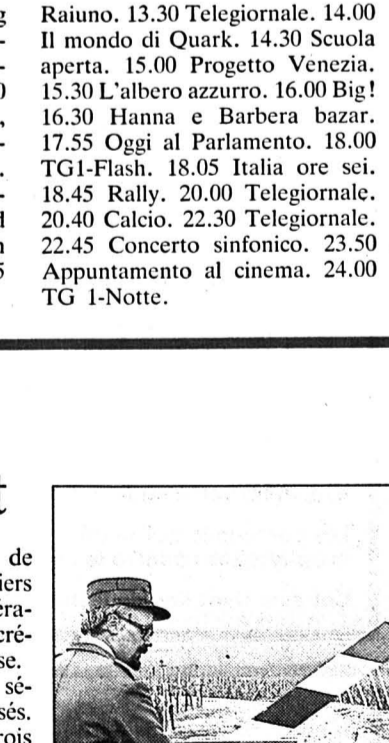 Raiuno. 13.30 Telegiornale. 14.00
Il mondo di Quark. 14.30 Scuola
aperta. 15.00 Progetto Venezia.
15.30 L'albero azzurro. 16.00 Big!
16.30 Hanna e Barbera bazar.
17.55 Oggi al Parlamento. 18.00
TG1-Flash. 18.05 Italia ore sei.
18.45 Rally. 20.00 Telegiornale.
20.40 Calcio. 22.30 Telegiornale.
22.45 Concerto sinfonico. 23.50
Appuntamento al cinema. 24.00
TG 1-Notte.
de